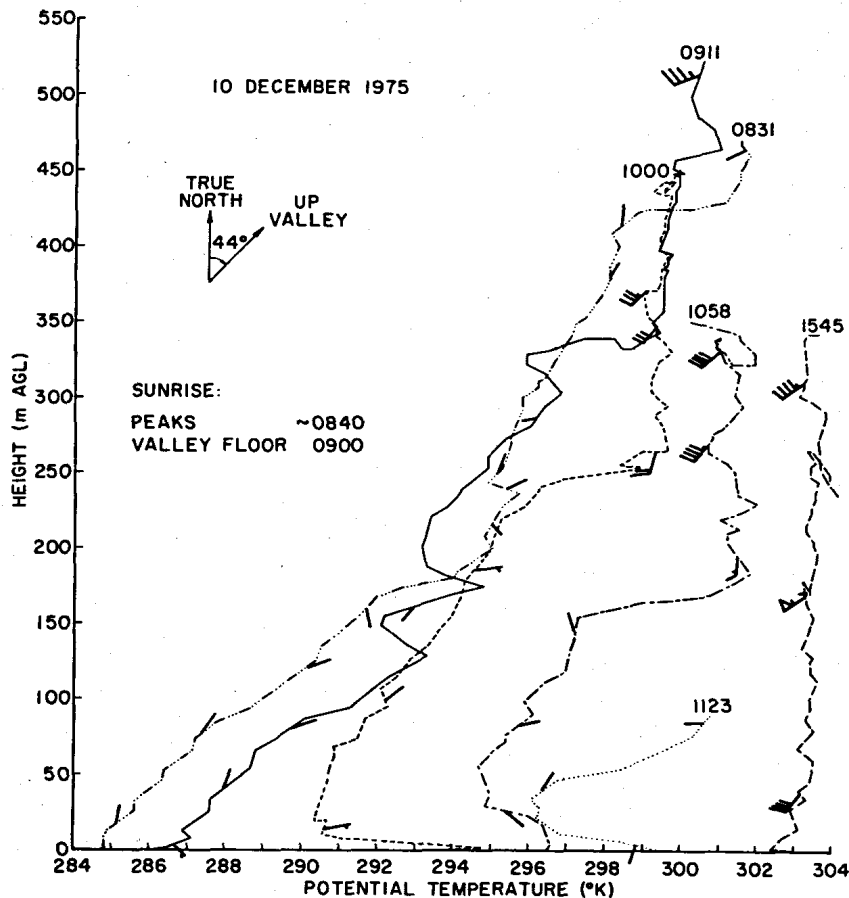 550
500
450
400
350
300
250
200
150
100
50
0
HEIGHT (m AGL)
10 DECEMBER 1975
TRUE
NORTH
UP
VALLEY
44°
SUNRISE:
PEAKS ~0840
VALLEY FLOOR 0900
0911
0831
1000
1058
1545
1123
284 286 288 290 292 294 296 298 300 302 304
POTENTIAL TEMPERATURE (°K)